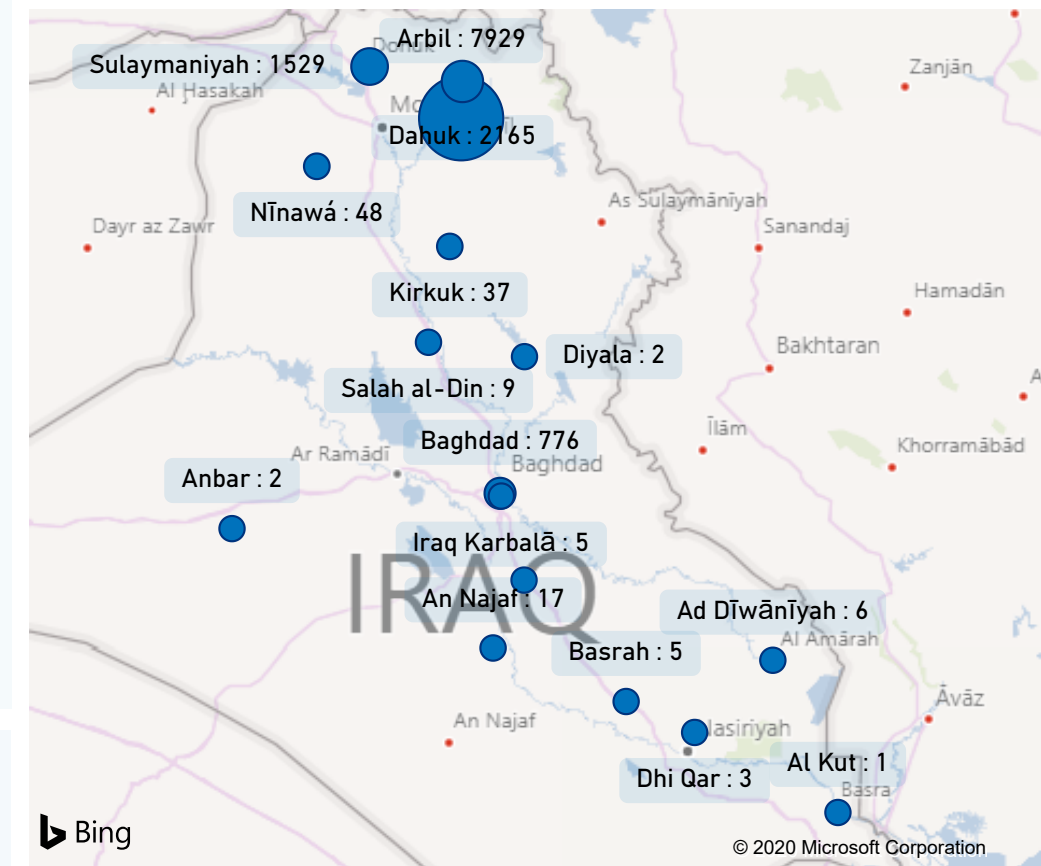 Arbil : 7929
Sulaymaniyah : 1529
Zanjān
Al Ḩasakah
Dahuk : 2165
Nīnawá : 48
As Sulaymānīyah
Dayr az Zawr
Sanandaj
Kirkuk : 37
Hamadān
Diyala : 2
Bakhtaran
Salah al-Din : 9
Īlām
Baghdad : 776
Khorramābād
Ar Ramādī
Baghdad
Anbar : 2
Iraq Karbalā : 5
IRAQ
An Najaf : 17
Ad Dīwānīyah : 6
Al Amārah
Basrah : 5
Āvāz
An Najaf
Al Kut : 1
Dhi Qar : 3
Basra
Bing
© 2020 Microsoft Corporation